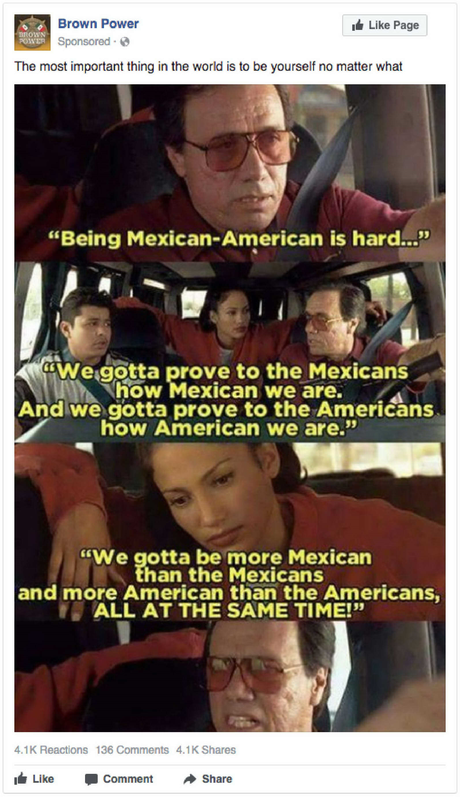 BROWN
POWER
Brown Power
Sponsored ·
Like Page
The most important thing in the world is to be yourself no matter what
“Being Mexican-American is hard...”
“We gotta prove to the Mexicans
how Mexican we are.
And we gotta prove to the Americans
how American we are.”
“We gotta be more Mexican
than the Mexicans
and more American than the Americans,
ALL AT THE SAME TIME!”
4.1K Reactions 136 Comments 4.1K Shares
Like Comment Share